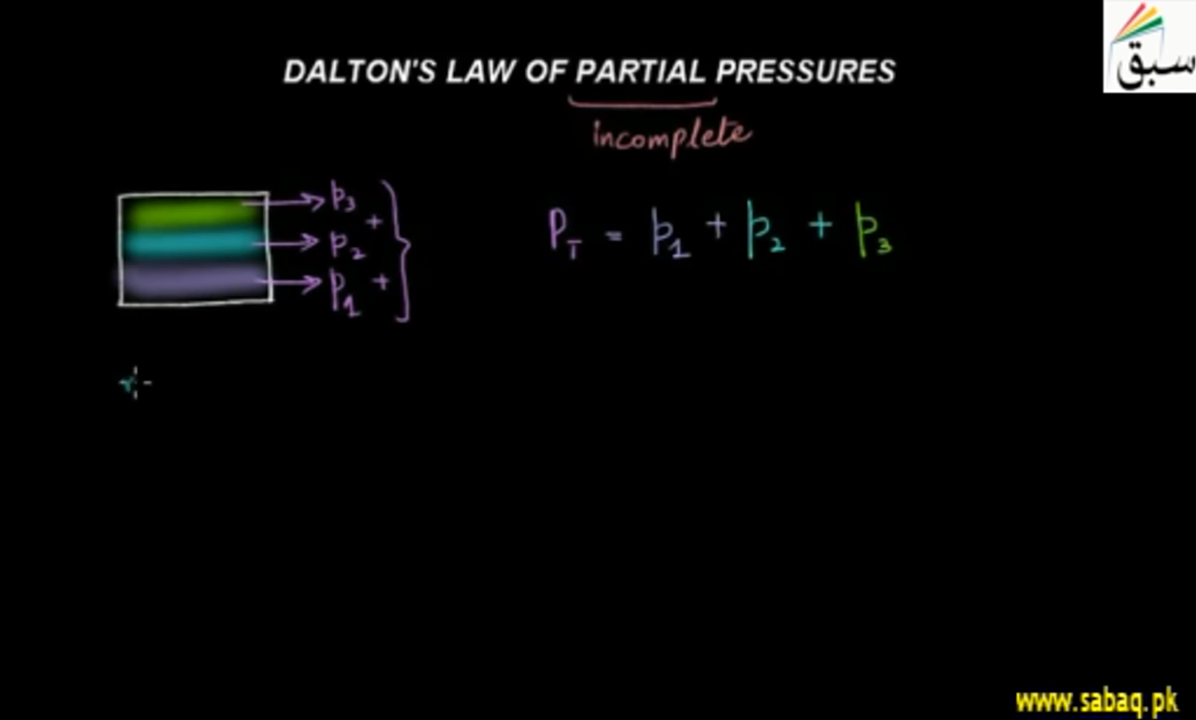 سبق
DALTON'S LAW OF PARTIAL PRESSURES
incomplete
p3
+
p2
p1 +
PT = p1 + p2 + p3
www.sabaq.pk